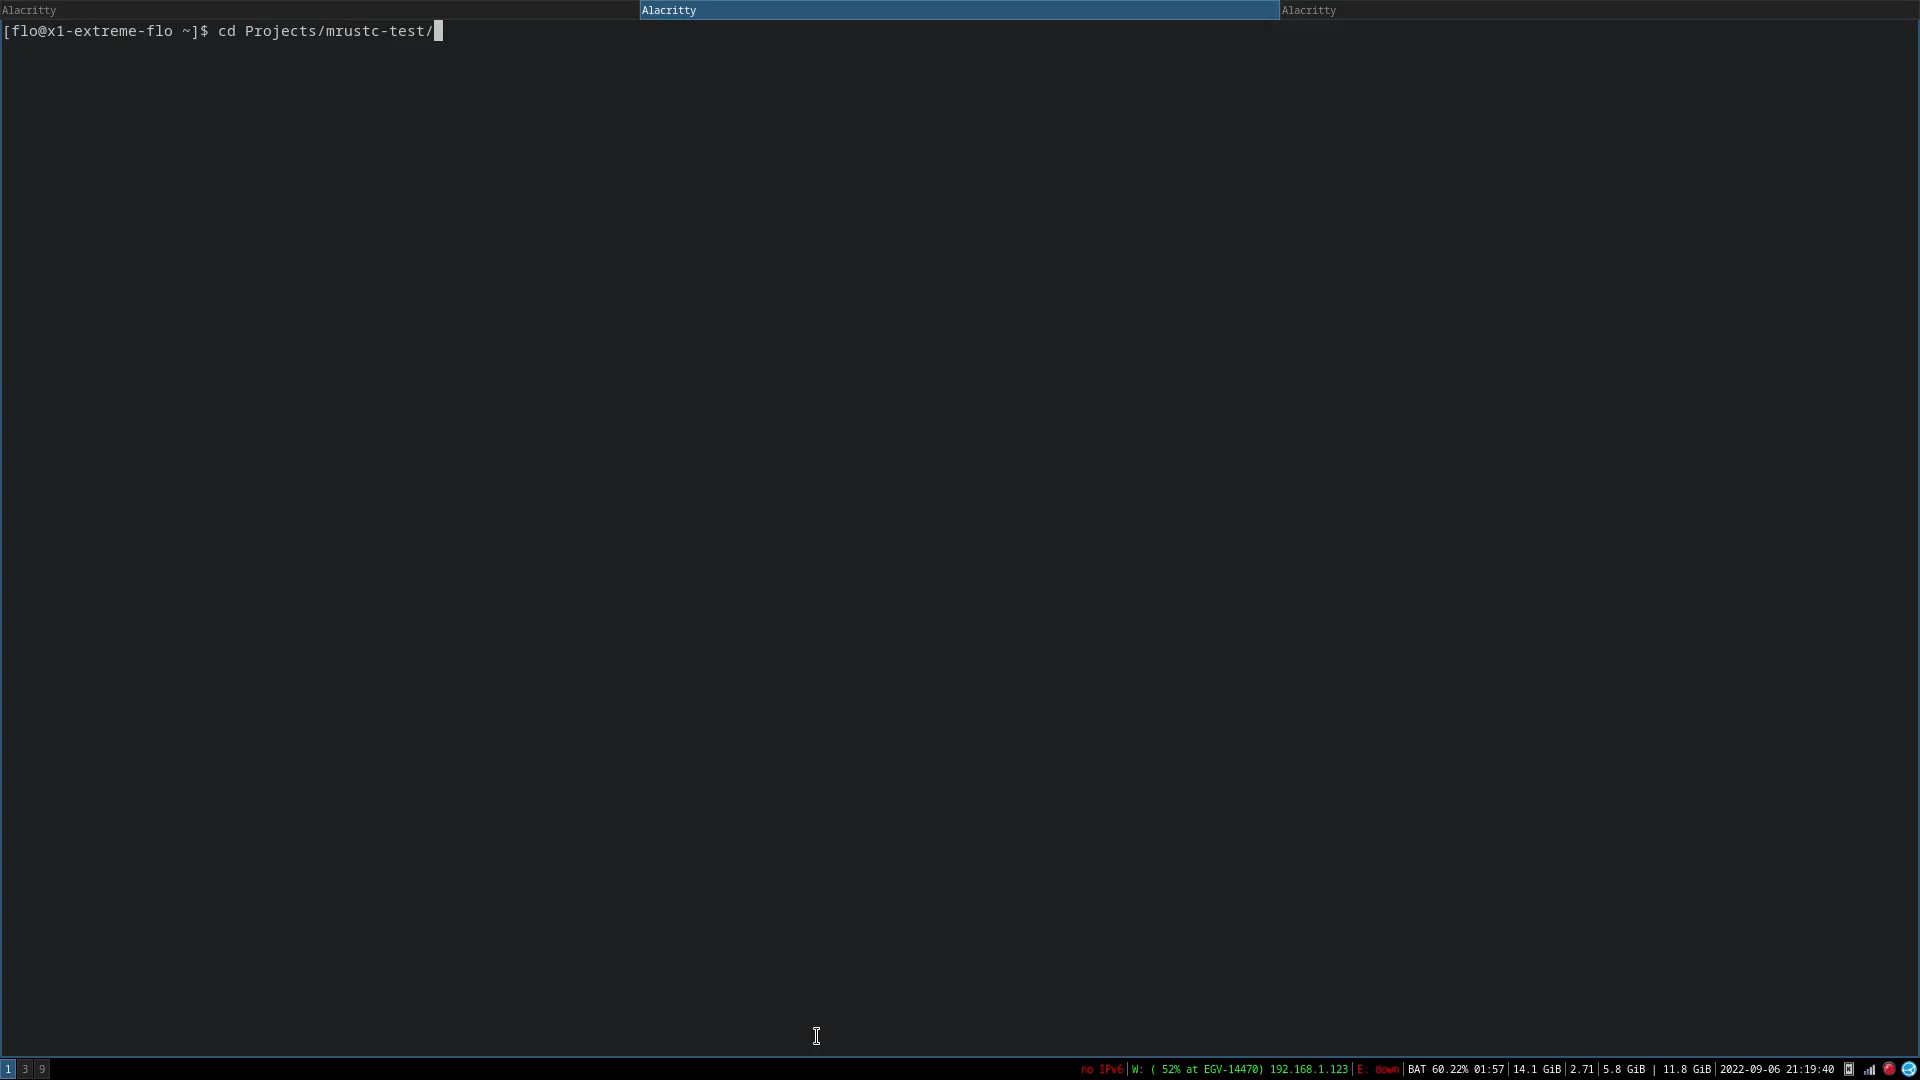 Alacritty Alacritty Alacritty
[flo@x1-extreme-flo ~]$ cd Projects/mrustc-test/
1 3 9 no IPv6|W: ( 52% at EGV-14470) 192.168.1.123|E: down|BAT 60.22% 01:57|14.1 GiB|2.71|5.8 GiB | 11.8 GiB|2022-09-06 21:19:40